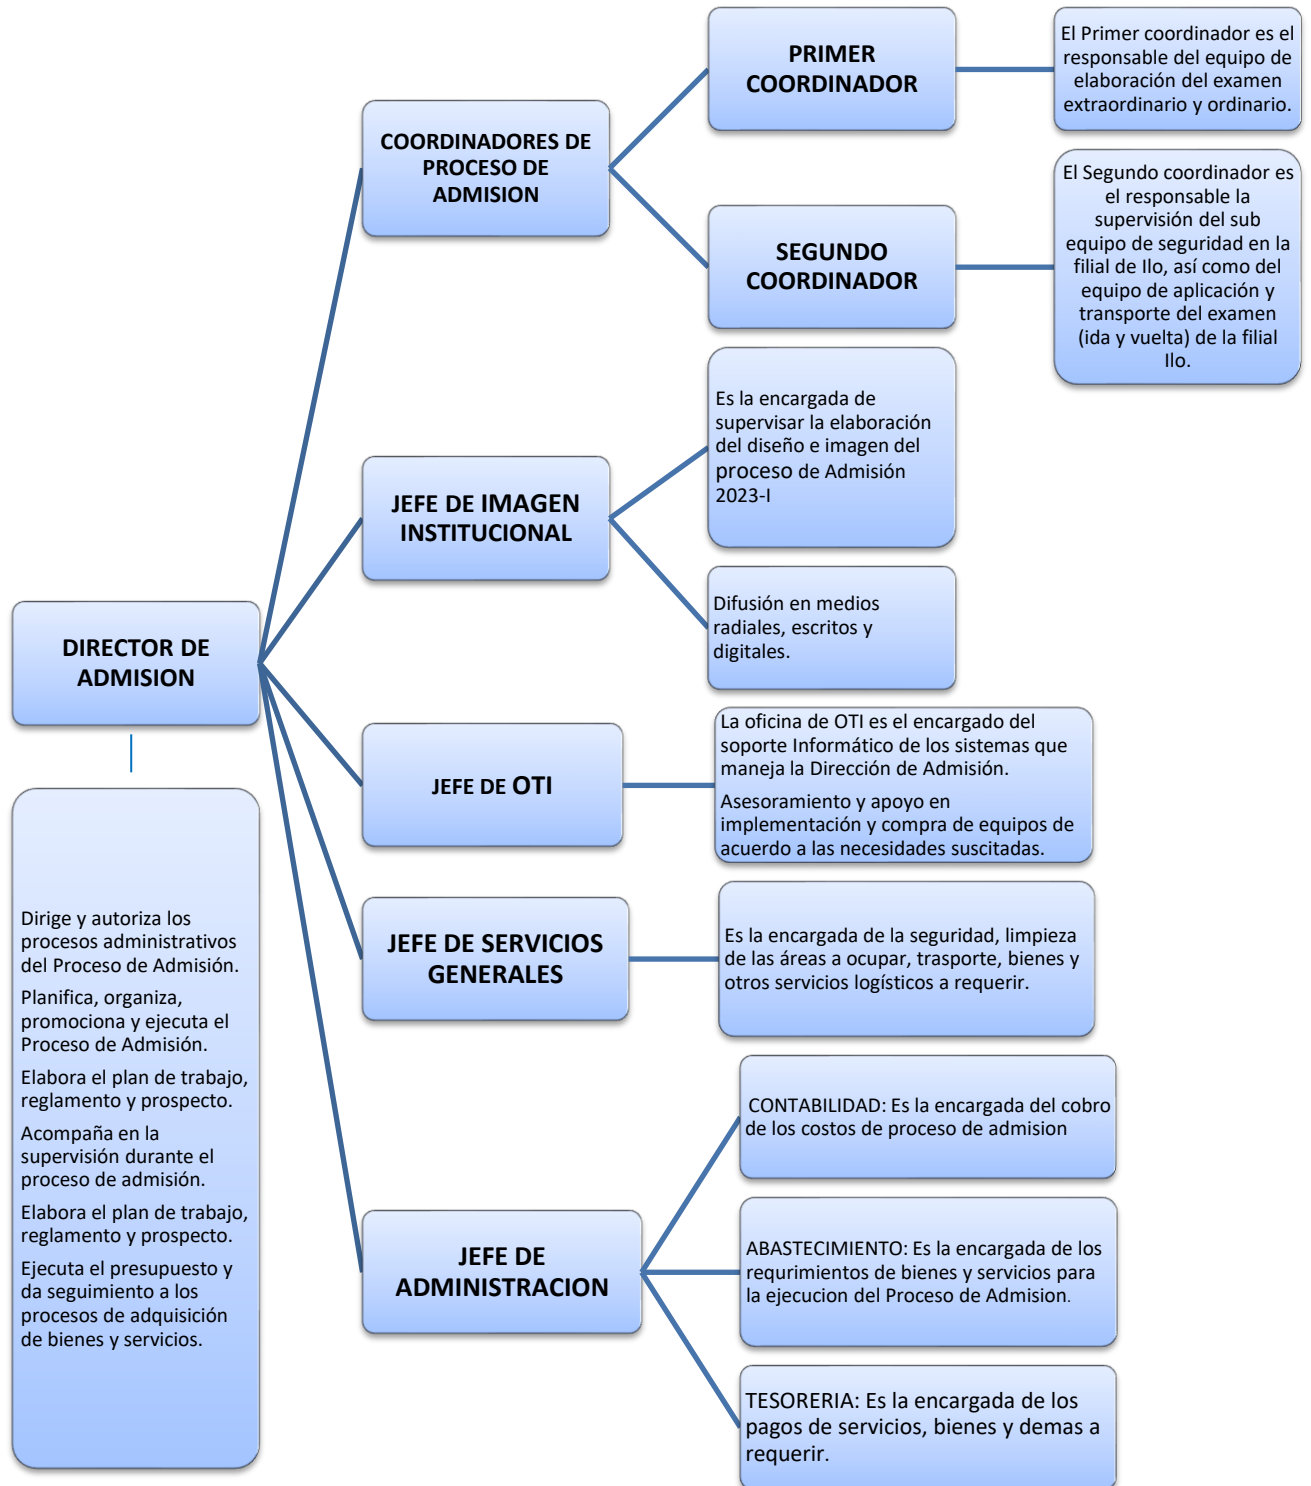 PRIMER
COORDINADOR
El Primer coordinador es el
responsable del equipo de
elaboración del examen
extraordinario y ordinario.
COORDINADORES DE
PROCESO DE
ADMISION
SEGUNDO
COORDINADOR
El Segundo coordinador es
el responsable la
supervisión del sub
equipo de seguridad en la
filial de Ilo, así como del
equipo de aplicación y
transporte del examen
(ida y vuelta) de la filial
Ilo.
JEFE DE IMAGEN
INSTITUCIONAL
Es la encargada de
supervisar la elaboración
del diseño e imagen del
proceso de Admisión
2023-I
Difusión en medios
radiales, escritos y
digitales.
DIRECTOR DE
ADMISION
JEFE DE OTI
La oficina de OTI es el encargado del
soporte Informático de los sistemas que
maneja la Dirección de Admisión.
Asesoramiento y apoyo en
implementación y compra de equipos de
acuerdo a las necesidades suscitadas.
Dirige y autoriza los
procesos administrativos
del Proceso de Admisión.
Planifica, organiza,
promociona y ejecuta el
Proceso de Admisión.
Elabora el plan de trabajo,
reglamento y prospecto.
Acompaña en la
supervisión durante el
proceso de admisión.
Elabora el plan de trabajo,
reglamento y prospecto.
Ejecuta el presupuesto y
da seguimiento a los
procesos de adquisición
de bienes y servicios.
JEFE DE SERVICIOS
GENERALES
Es la encargada de la seguridad, limpieza
de las áreas a ocupar, trasporte, bienes y
otros servicios logísticos a requerir.
JEFE DE
ADMINISTRACION
CONTABILIDAD: Es la encargada del cobro
de los costos de proceso de admision
ABASTECIMIENTO: Es la encargada de los
requrimientos de bienes y servicios para
la ejecucion del Proceso de Admision.
TESORERIA: Es la encargada de los
pagos de servicios, bienes y demas a
requerir.